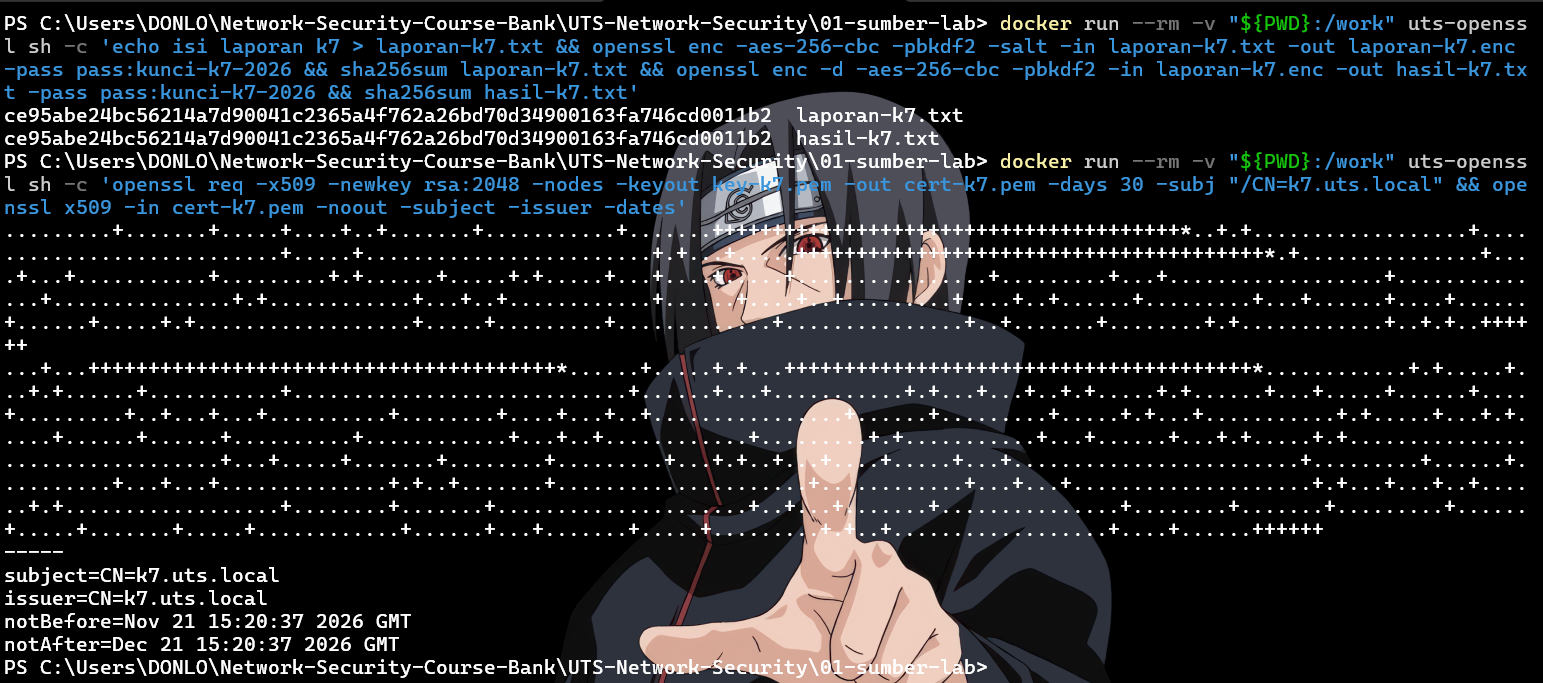 PS C:\Users\DONLO\Network-Security-Course-Bank\UTS-Network-Security\01-sumber-lab> docker run --rm -v "${PWD}:/work" uts-openss
l sh -c 'echo isi laporan k7 > laporan-k7.txt && openssl enc -aes-256-cbc -pbkdf2 -salt -in laporan-k7.txt -out laporan-k7.enc
-pass pass:kunci-k7-2026 && sha256sum laporan-k7.txt && openssl enc -d -aes-256-cbc -pbkdf2 -in laporan-k7.enc -out hasil-k7.tx
t -pass pass:kunci-k7-2026 && sha256sum hasil-k7.txt'
ce95abe24bc56214a7d90041c2365a4f762a26bd70d34900163fa746cd0011b2  laporan-k7.txt
ce95abe24bc56214a7d90041c2365a4f762a26bd70d34900163fa746cd0011b2  hasil-k7.txt
PS C:\Users\DONLO\Network-Security-Course-Bank\UTS-Network-Security\01-sumber-lab> docker run --rm -v "${PWD}:/work" uts-openss
l sh -c 'openssl req -x509 -newkey rsa:2048 -nodes -keyout key-k7.pem -out cert-k7.pem -days 30 -subj "/CN=k7.uts.local" && ope
nssl x509 -in cert-k7.pem -noout -subject -issuer -dates'
-----
subject=CN=k7.uts.local
issuer=CN=k7.uts.local
notBefore=Nov 21 15:20:37 2026 GMT
notAfter=Dec 21 15:20:37 2026 GMT
PS C:\Users\DONLO\Network-Security-Course-Bank\UTS-Network-Security\01-sumber-lab>